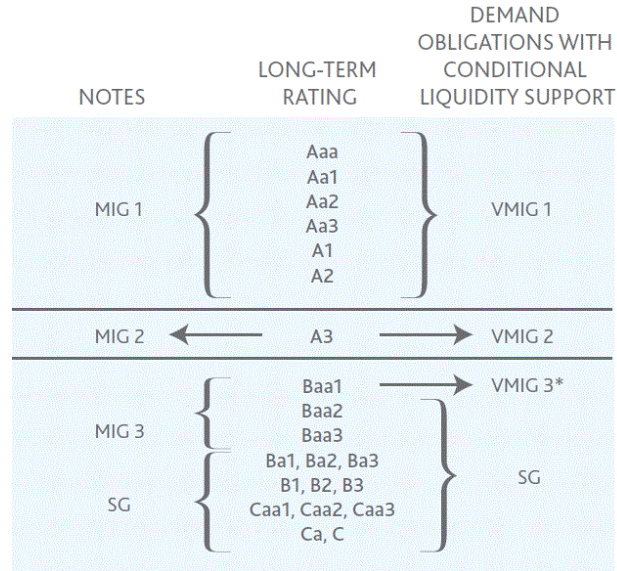 NOTES
LONG-TERM
RATING
DEMAND
OBLIGATIONS WITH
CONDITIONAL
LIQUIDITY SUPPORT
MIG 1
Aaa
Aa1
Aa2
Aa3
A1
A2
VMIG 1
MIG 2
A3
VMIG 2
MIG 3
Baa1
Baa2
Baa3
VMIG 3*
SG
Ba1, Ba2, Ba3
B1, B2, B3
Caa1, Caa2, Caa3
Ca, C
SG